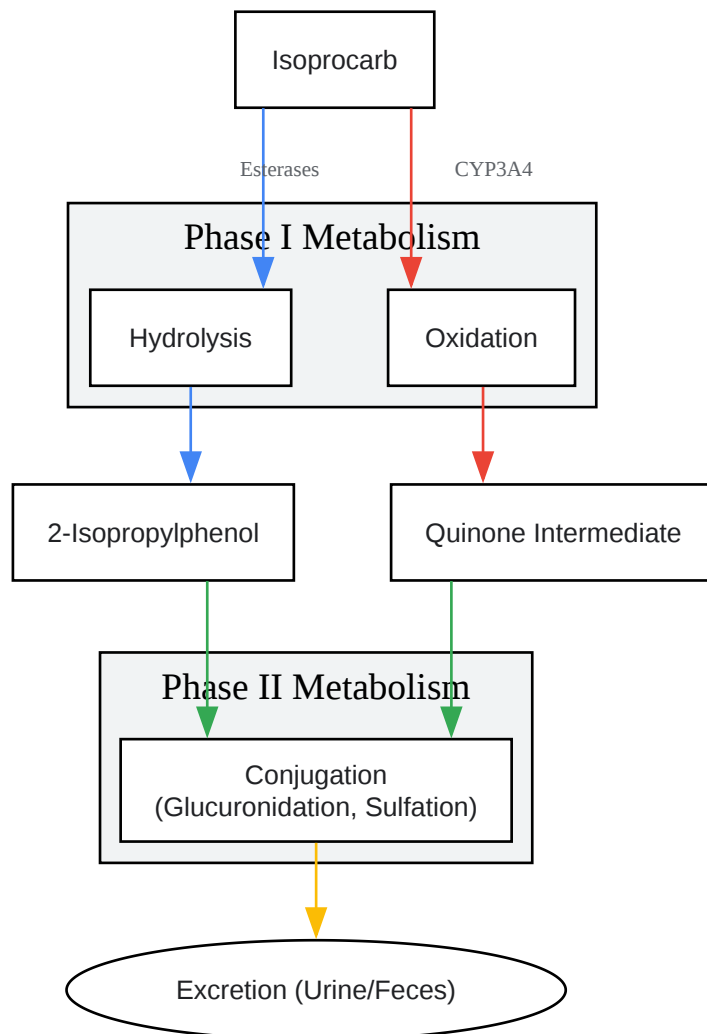 Isoprocarb
Esterases
CYP3A4
Phase I Metabolism
Hydrolysis
Oxidation
2-Isopropylphenol
Quinone Intermediate
Phase II Metabolism
Conjugation
(Glucuronidation, Sulfation)
Excretion (Urine/Feces)